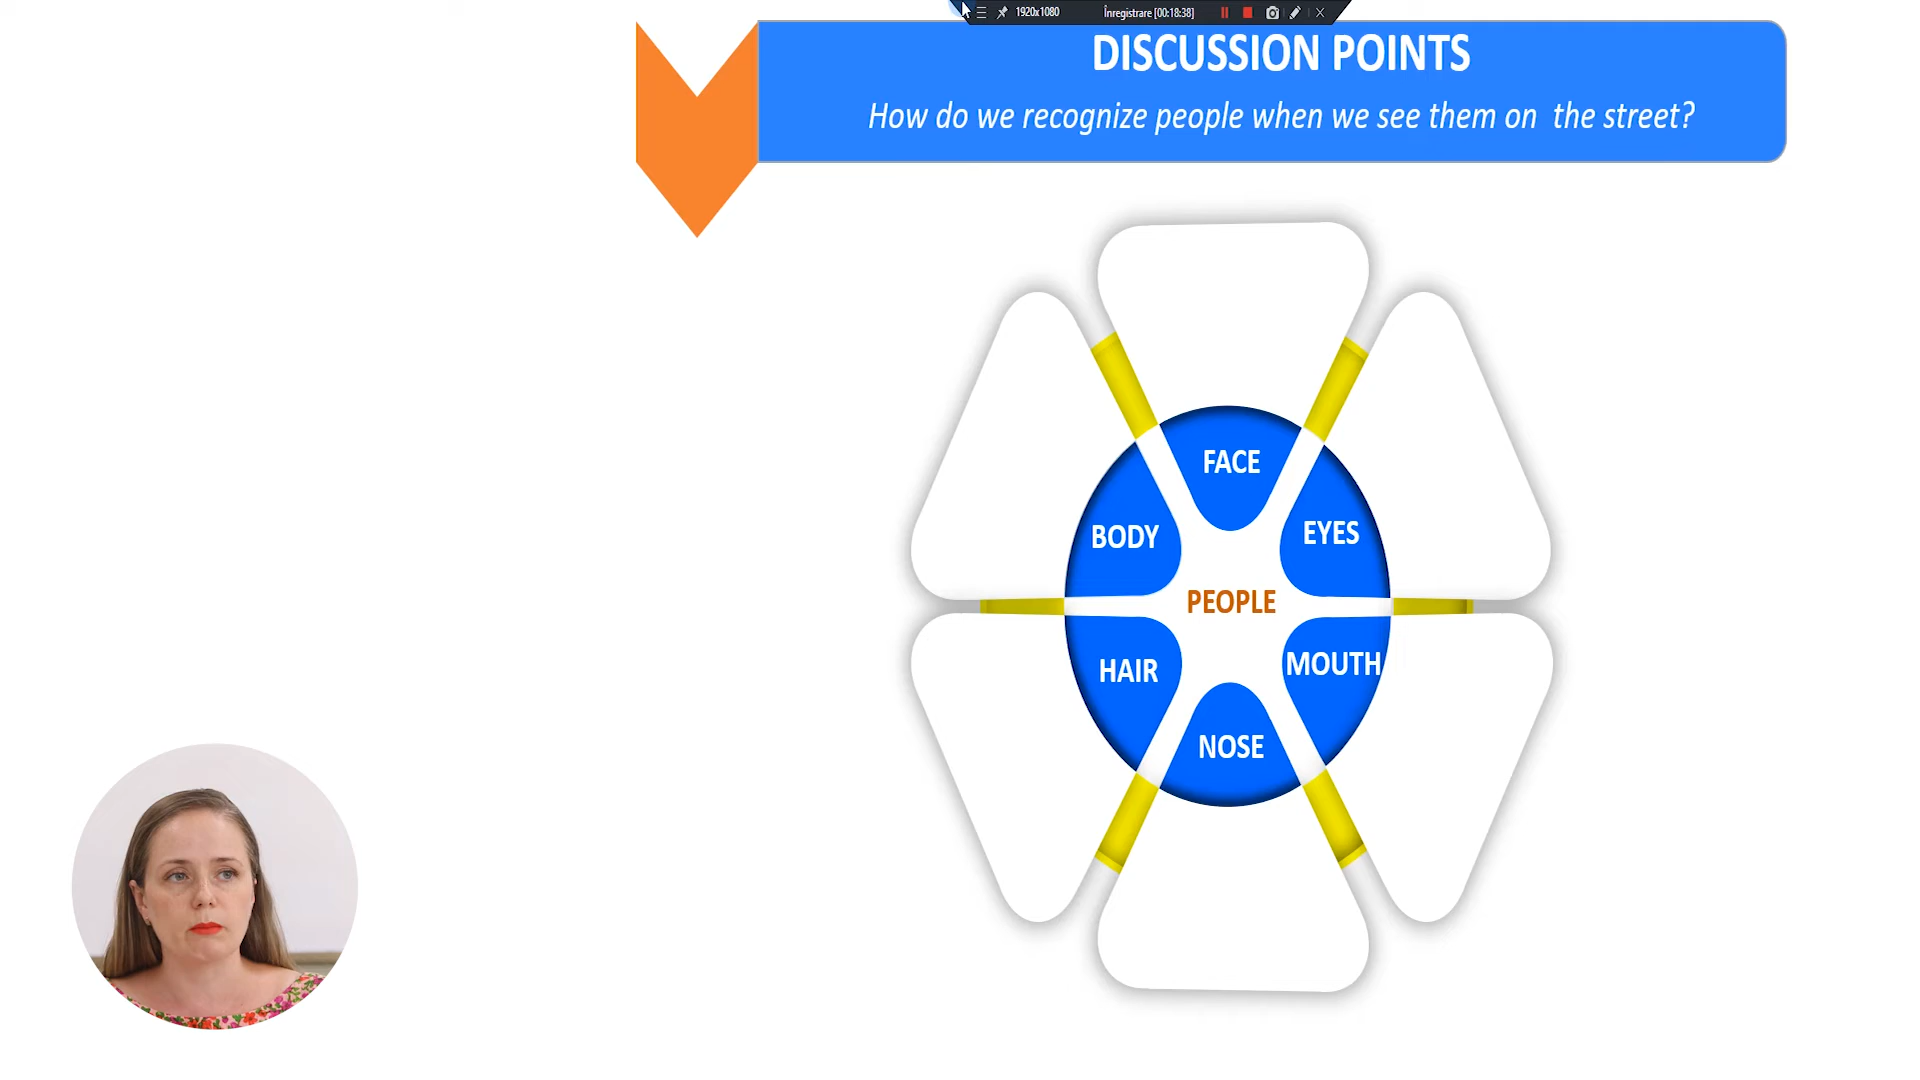 1920x1080 Înregistrare [00:18:38]
DISCUSSION POINTS
How do we recognize people when we see them on the street?
FACE
BODY
EYES
PEOPLE
HAIR
MOUTH
NOSE